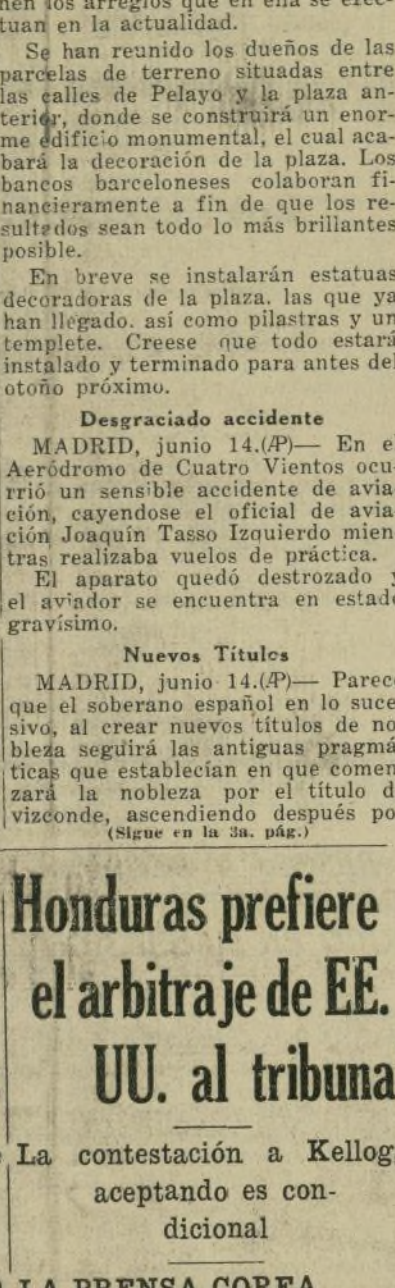 nen los arreglos que en ella se efec-
tuan en la actualidad.
Se han reunido los dueños de las
parcelas de terreno situadas entre
las calles de Pelayo y la plaza an-
terior, donde se construirá un enor-
me edificio monumental, el cual aca-
bará la decoración de la plaza. Los
bancos barceloneses colaboran fi-
nancieramente a fin de que los re-
sultados sean todo lo más brillantes
posible.
En breve se instalarán estatuas
decoradoras de la plaza. las que ya
han llegado. así como pilastras y un
templete. Creese que todo estará
instalado y terminado para antes del
otoño próximo.
Desgraciado accidente
MADRID, junio 14.(AP)— En e
Aeródromo de Cuatro Vientos ocu-
rrió un sensible accidente de avia
ción, cayendose el oficial de avia
ción Joaquín Tasso Izquierdo mien
tras realizaba vuelos de práctica.
El aparato quedó destrozado y
el aviador se encuentra en estad
gravísimo.
Nuevos Títulos
MADRID, junio 14.(AP)— Parec
que el soberano español en lo suce
sivo, al crear nuevos títulos de no
bleza seguirá las antiguas pragmá
ticas que establecían en que comen
zará la nobleza por el título d
vizconde, ascendiendo después po
(Sigue en la 3a. pág.)
Honduras prefiere
el arbitraje de EE.
UU. al tribuna
La contestación a Kellog
aceptando es con-
dicional
LA PRENSA COREA